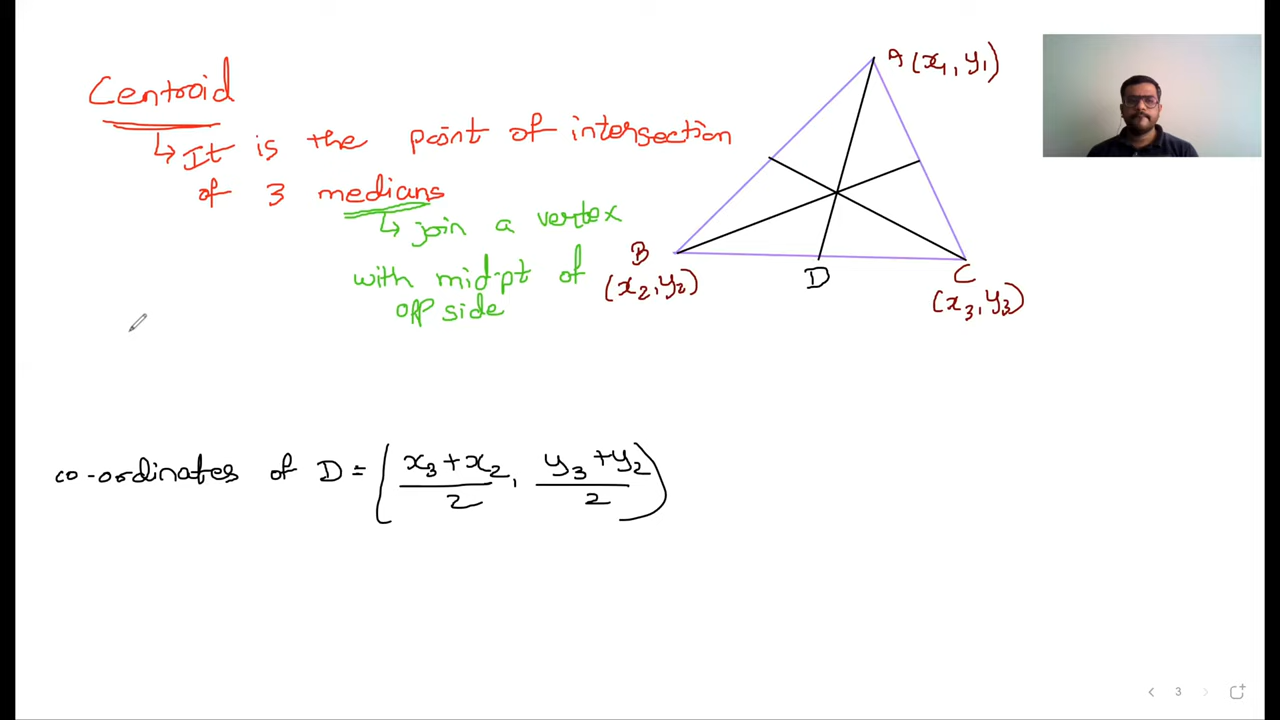 Centroid
↳ It is the point of intersection
of 3 medians
↳ join a vertex
with mid-pt of
opp side
A (x₁, y₁)
B
(x₂, y₂)
D
C
(x₃, y₃)
co-ordinates of D = ( (x₃ + x₂)/2 , (y₃ + y₂)/2 )
3